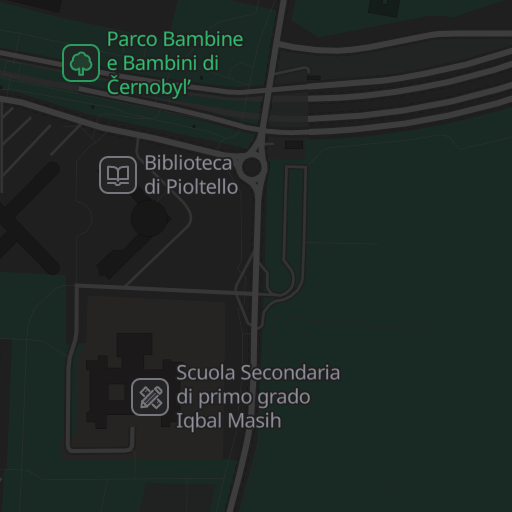 Parco Bambine
e Bambini di
Černobyl’
Biblioteca
di Pioltello
Scuola Secondaria
di primo grado
Iqbal Masih